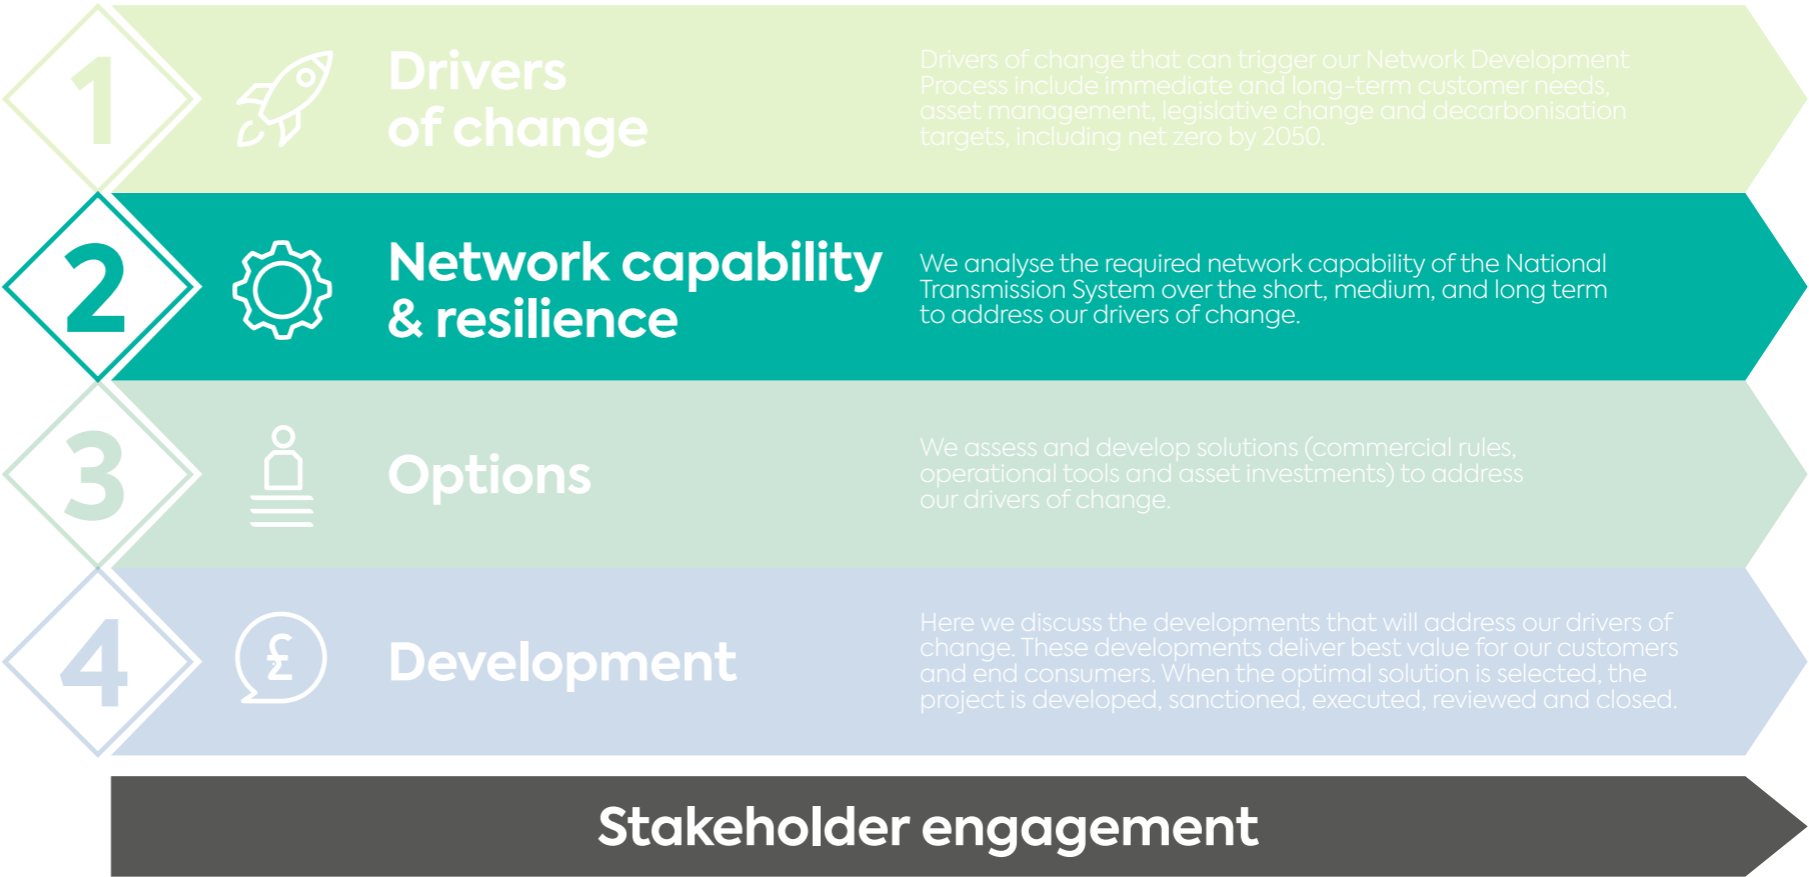 1
Drivers
of change
Drivers of change that can trigger our Network Development
Process include immediate and long-term customer needs,
asset management, legislative change and decarbonisation
targets, including net zero by 2050.
2
Network capability
& resilience
We analyse the required network capability of the National
Transmission System over the short, medium, and long term
to address our drivers of change.
3
Options
We assess and develop solutions (commercial rules,
operational tools and asset investments) to address
our drivers of change.
4
£
Development
Here we discuss the developments that will address our drivers of
change. These developments deliver best value for our customers
and end consumers. When the optimal solution is selected, the
project is developed, sanctioned, executed, reviewed and closed.
Stakeholder engagement